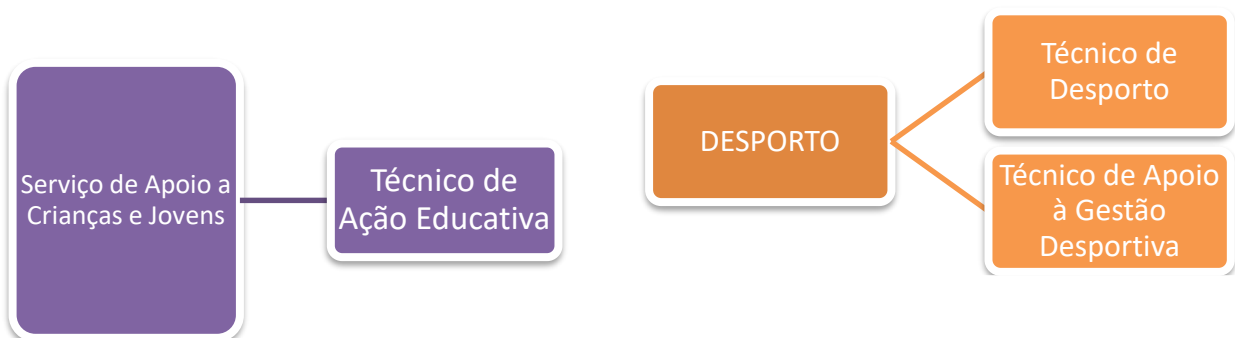 Serviço de Apoio a
Crianças e Jovens
Técnico de
Ação Educativa
DESPORTO
Técnico de
Desporto
Técnico de Apoio
à Gestão
Desportiva